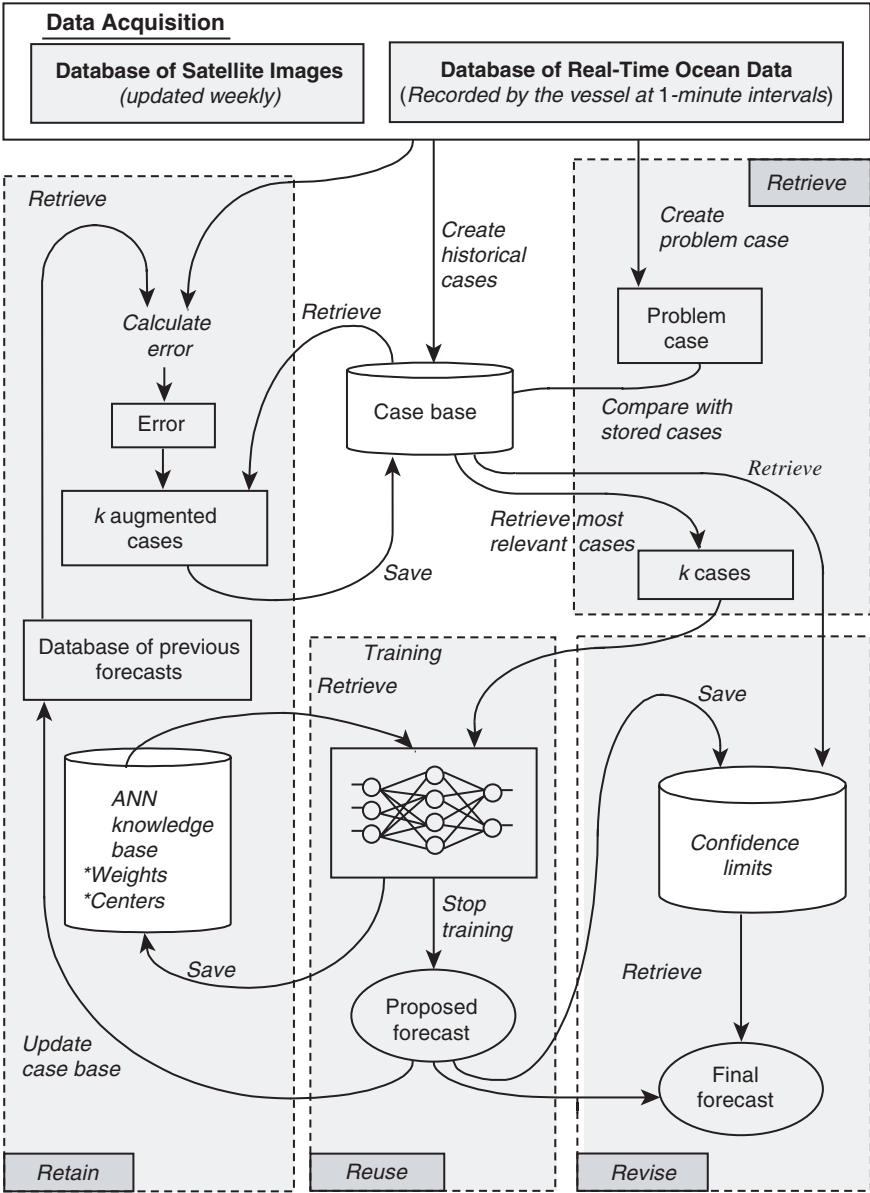 Data Acquisition
Database of Satellite Images
(updated weekly)
Database of Real-Time Ocean Data
(Recorded by the vessel at 1-minute intervals)
Retrieve
Retrieve
Create
problem case
Create
historical
cases
Retrieve
Calculate
error
Problem
case
Error
Case base
Compare with
stored cases
Retrieve
k augmented
cases
Retrieve most
relevant cases
Save
k cases
Database of previous
forecasts
Training
Retrieve
Save
ANN
knowledge
base
*Weights
*Centers
Confidence
limits
Stop
training
Save
Retrieve
Proposed
forecast
Update
case base
Final
forecast
Retain
Reuse
Revise